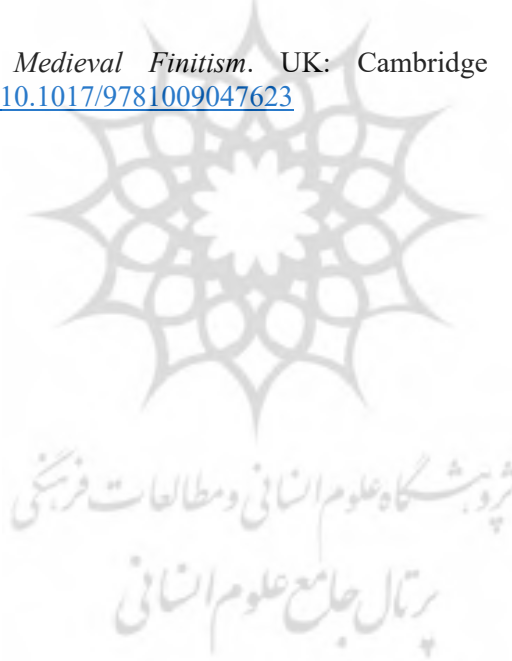 Medieval Finitism. UK: Cambridge
10.1017/9781009047623
پژوهشگاه علوم انسانی و مطالعات فرهنگی
پرتال جامع علوم انسانی